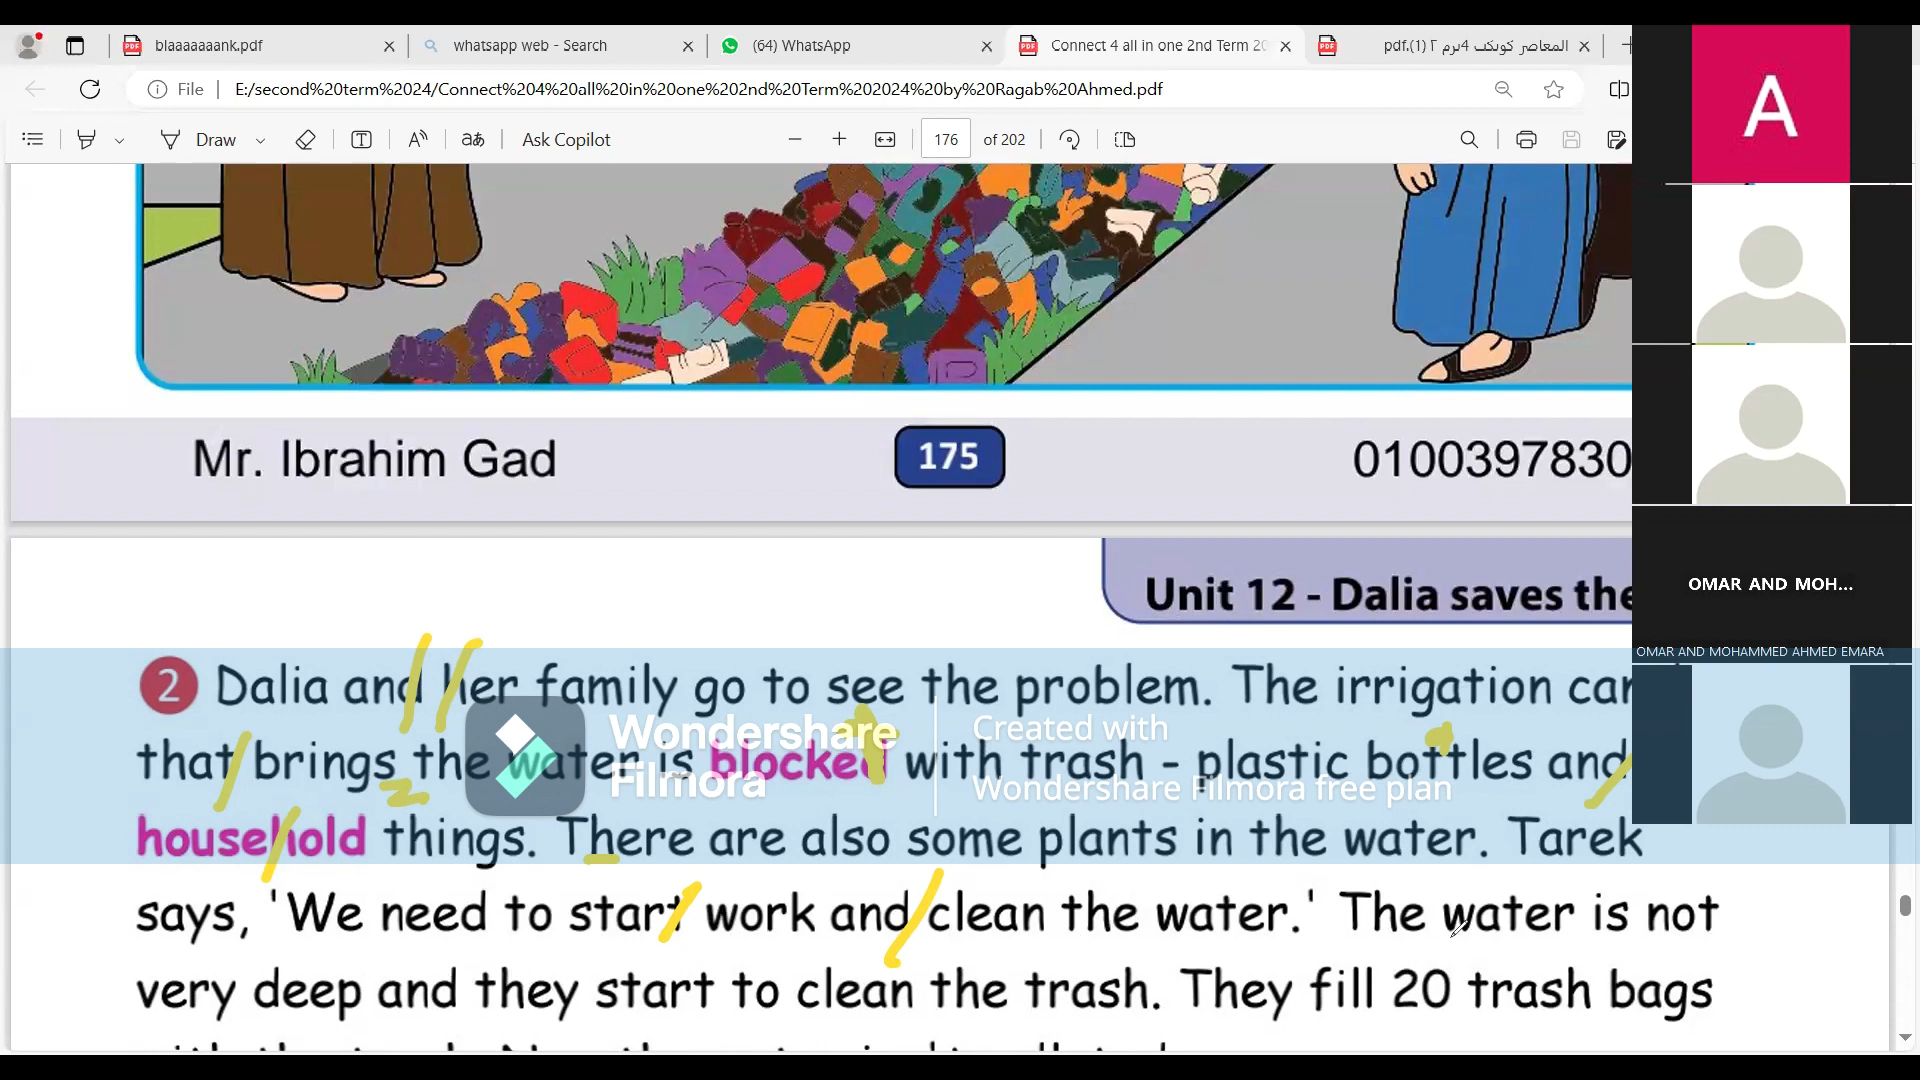 blaaaaaaank.pdf
whatsapp web - Search
(64) WhatsApp
Connect 4 all in one 2nd Term 20
المعاصر كونكت 4برم ٢ (1).pdf
File
E:/second%20term%2024/Connect%204%20all%20in%20one%202nd%20Term%202024%20by%20Ragab%20Ahmed.pdf
Draw
Ask Copilot
176 of 202
A
Mr. Ibrahim Gad
175
0100397830
OMAR AND MOH...
OMAR AND MOHAMMED AHMED EMARA
Unit 12 - Dalia saves the
2 Dalia and her family go to see the problem. The irrigation can
that brings the water is blocked with trash - plastic bottles and
household things. There are also some plants in the water. Tarek
says, 'We need to start work and clean the water.' The water is not
very deep and they start to clean the trash. They fill 20 trash bags
Wondershare
Filmora
Created with
Wondershare Filmora free plan